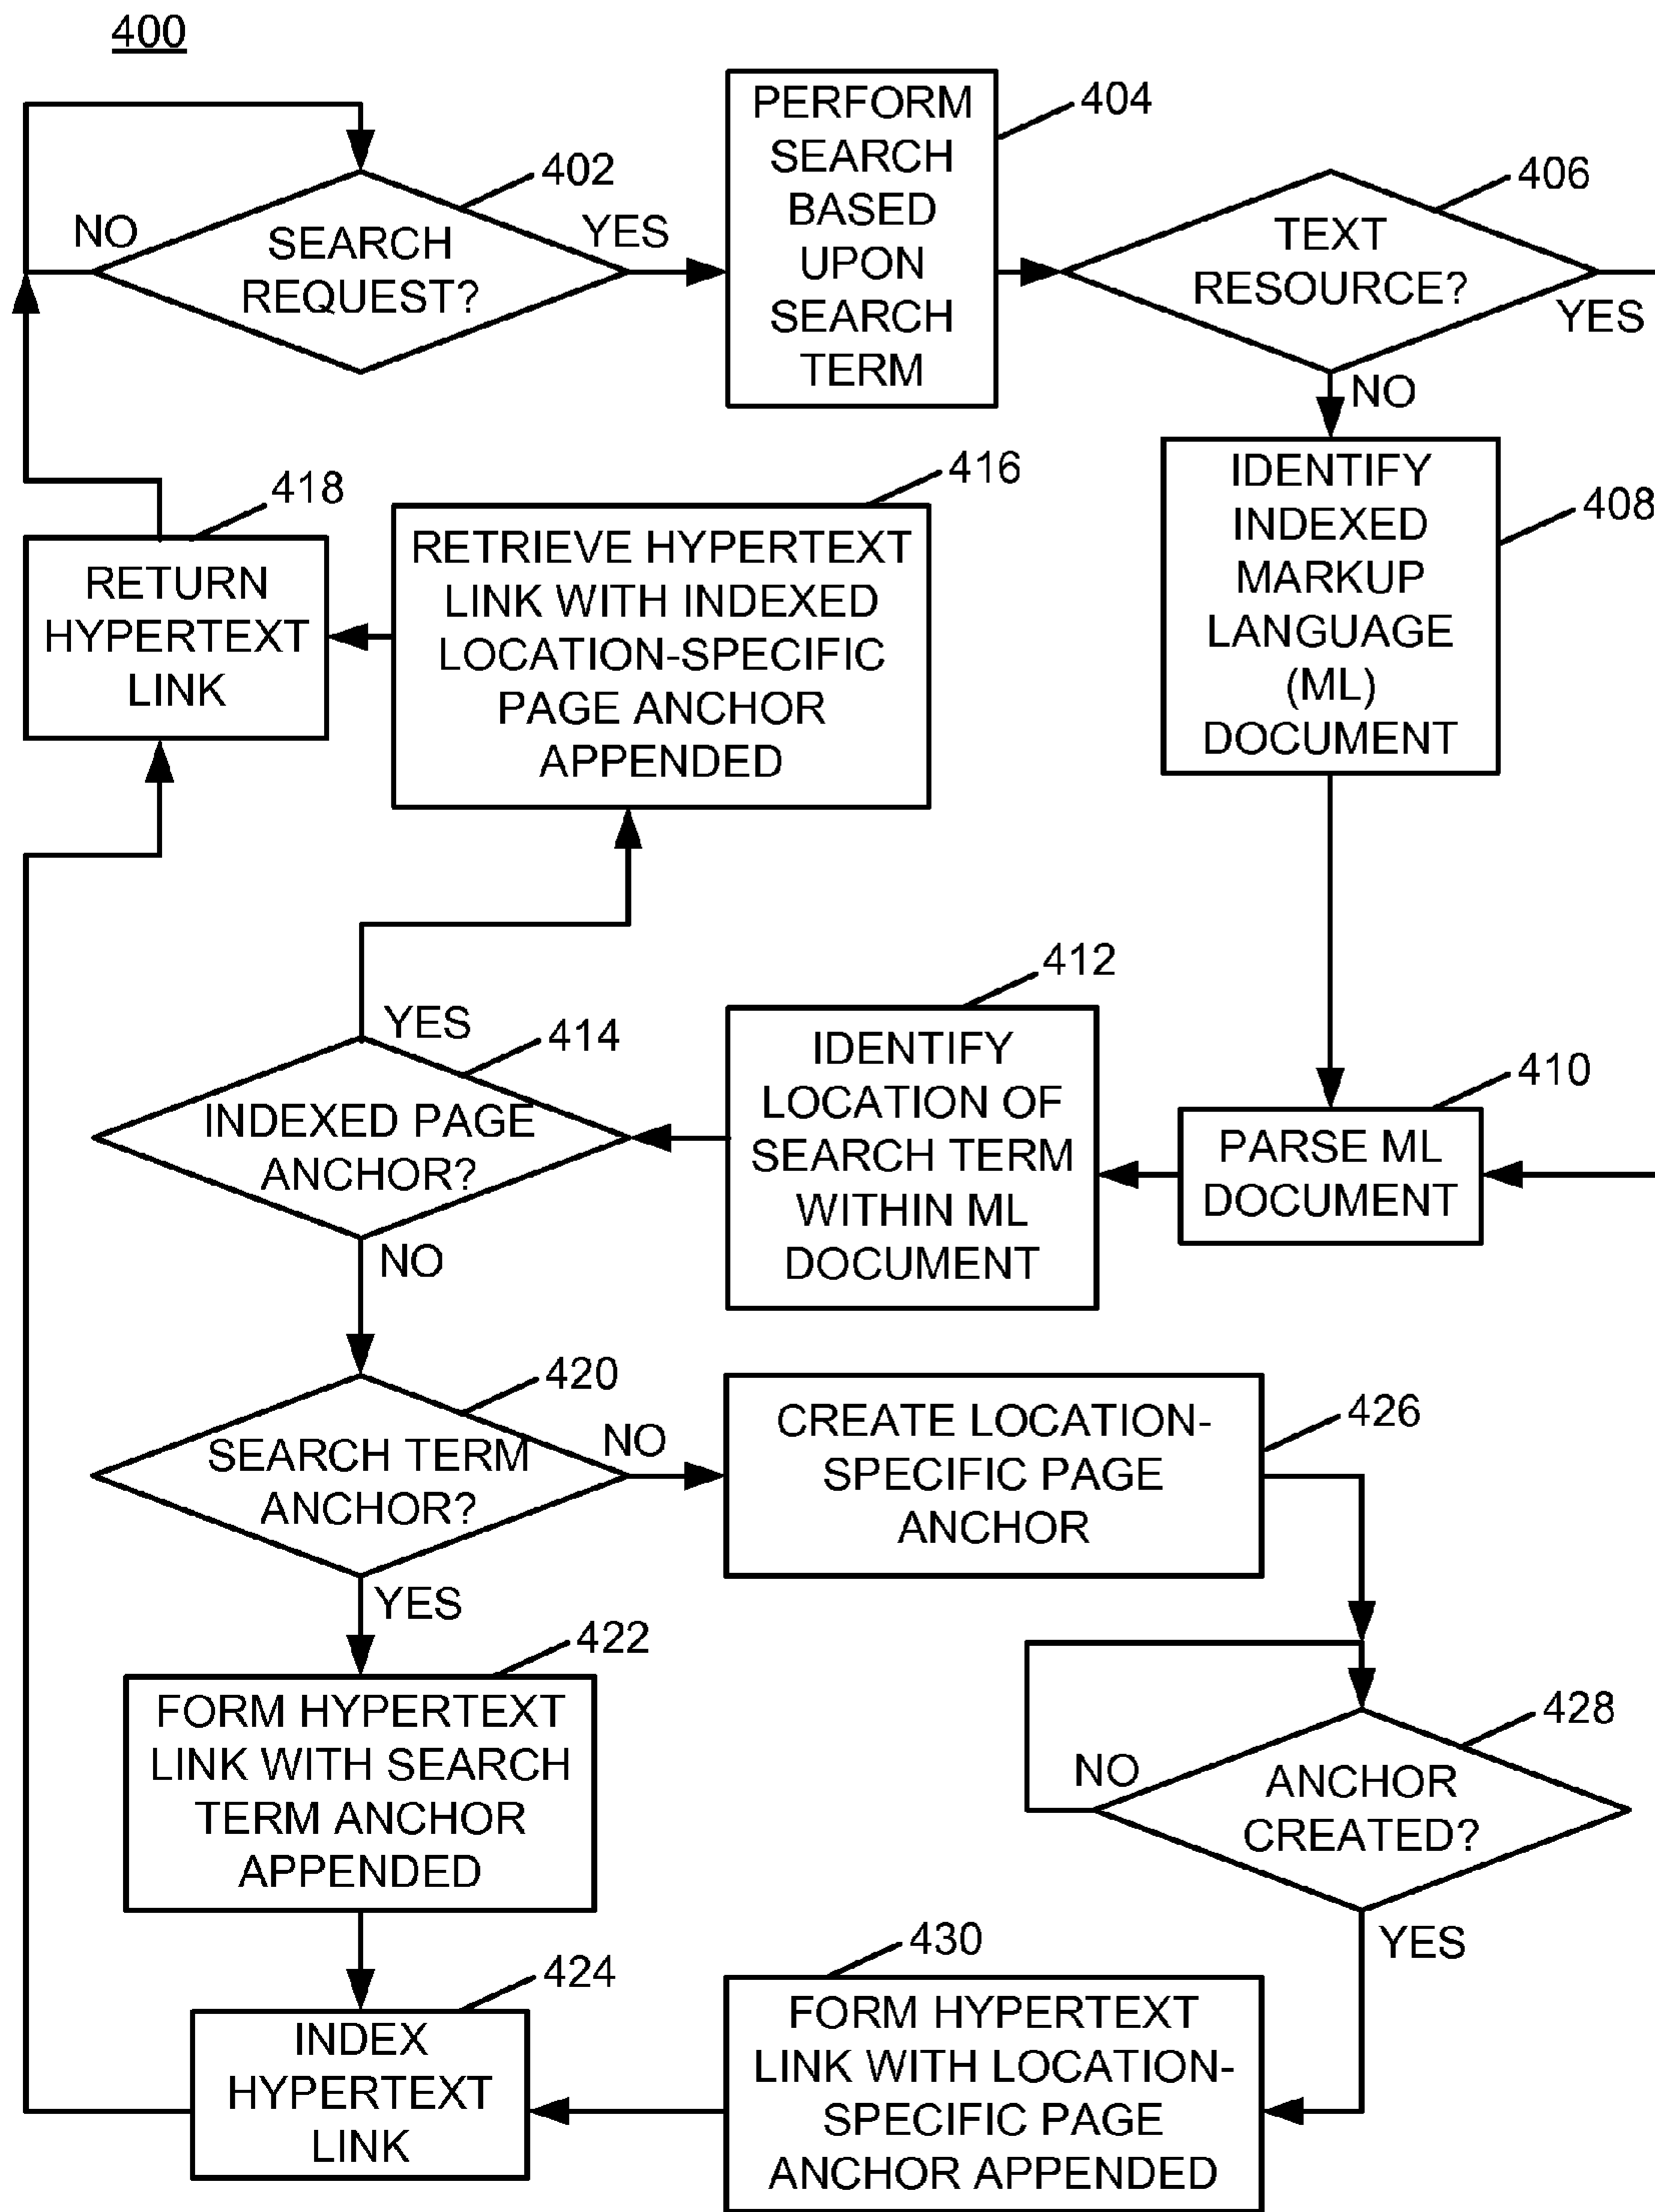 400
402
SEARCH
REQUEST?
NO
YES
404
PERFORM
SEARCH
BASED
UPON
SEARCH
TERM
406
TEXT
RESOURCE?
YES
NO
408
IDENTIFY
INDEXED
MARKUP
LANGUAGE
(ML)
DOCUMENT
410
PARSE ML
DOCUMENT
412
IDENTIFY
LOCATION OF
SEARCH TERM
WITHIN ML
DOCUMENT
414
INDEXED PAGE
ANCHOR?
YES
NO
416
RETRIEVE HYPERTEXT
LINK WITH INDEXED
LOCATION-SPECIFIC
PAGE ANCHOR
APPENDED
418
RETURN
HYPERTEXT
LINK
420
SEARCH TERM
ANCHOR?
NO
YES
422
FORM HYPERTEXT
LINK WITH SEARCH
TERM ANCHOR
APPENDED
424
INDEX
HYPERTEXT
LINK
426
CREATE LOCATION-
SPECIFIC PAGE
ANCHOR
428
ANCHOR
CREATED?
NO
YES
430
FORM HYPERTEXT
LINK WITH LOCATION-
SPECIFIC PAGE
ANCHOR APPENDED